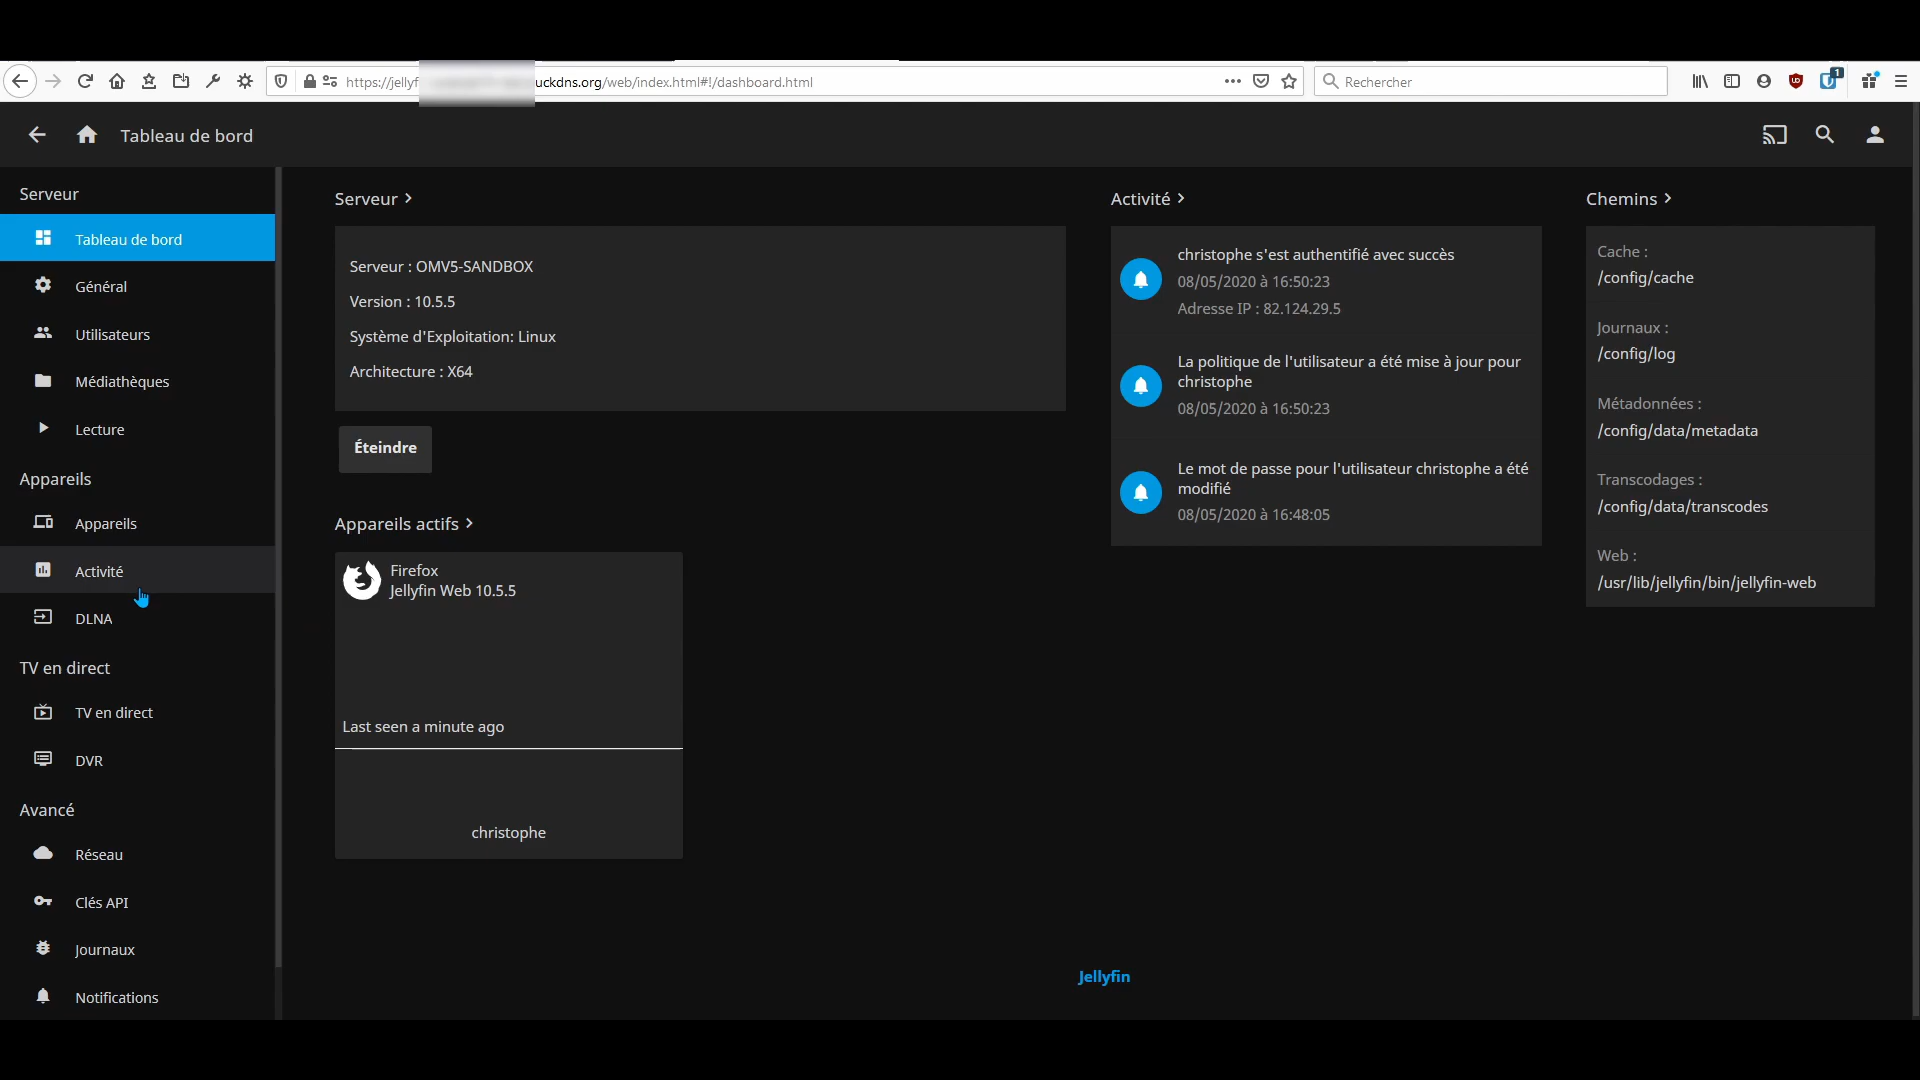 https://jellyf
uckdns.org/web/index.html#!/dashboard.html
Rechercher
1
Tableau de bord
Serveur
Tableau de bord
Général
Utilisateurs
Médiathèques
Lecture
Appareils
Appareils
Activité
DLNA
TV en direct
TV en direct
DVR
Avancé
Réseau
Clés API
Journaux
Notifications
Serveur
Serveur : OMV5-SANDBOX
Version : 10.5.5
Système d'Exploitation: Linux
Architecture : X64
Éteindre
Appareils actifs
Firefox
Jellyfin Web 10.5.5
Last seen a minute ago
christophe
Activité
christophe s'est authentifié avec succès
08/05/2020 à 16:50:23
Adresse IP : 82.124.29.5
La politique de l'utilisateur a été mise à jour pour
christophe
08/05/2020 à 16:50:23
Le mot de passe pour l'utilisateur christophe a été
modifié
08/05/2020 à 16:48:05
Chemins
Cache :
/config/cache
Journaux :
/config/log
Métadonnées :
/config/data/metadata
Transcodages :
/config/data/transcodes
Web :
/usr/lib/jellyfin/bin/jellyfin-web
Jellyfin